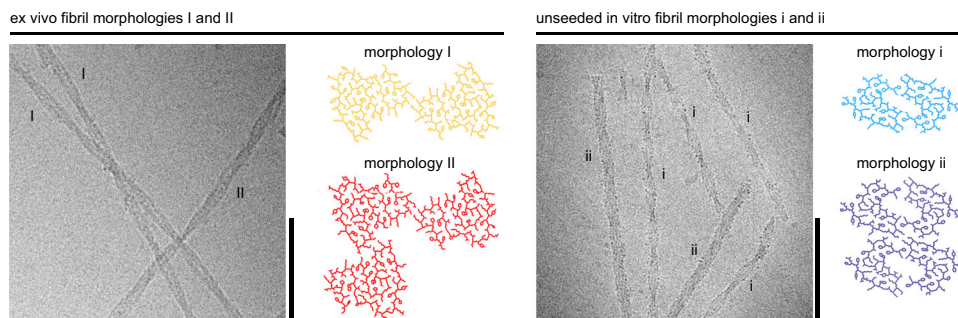 ex vivo fibril morphologies I and II
I
I
II
morphology I
morphology II
unseeded in vitro fibril morphologies i and ii
i
i
ii
i
ii
i
morphology i
morphology ii